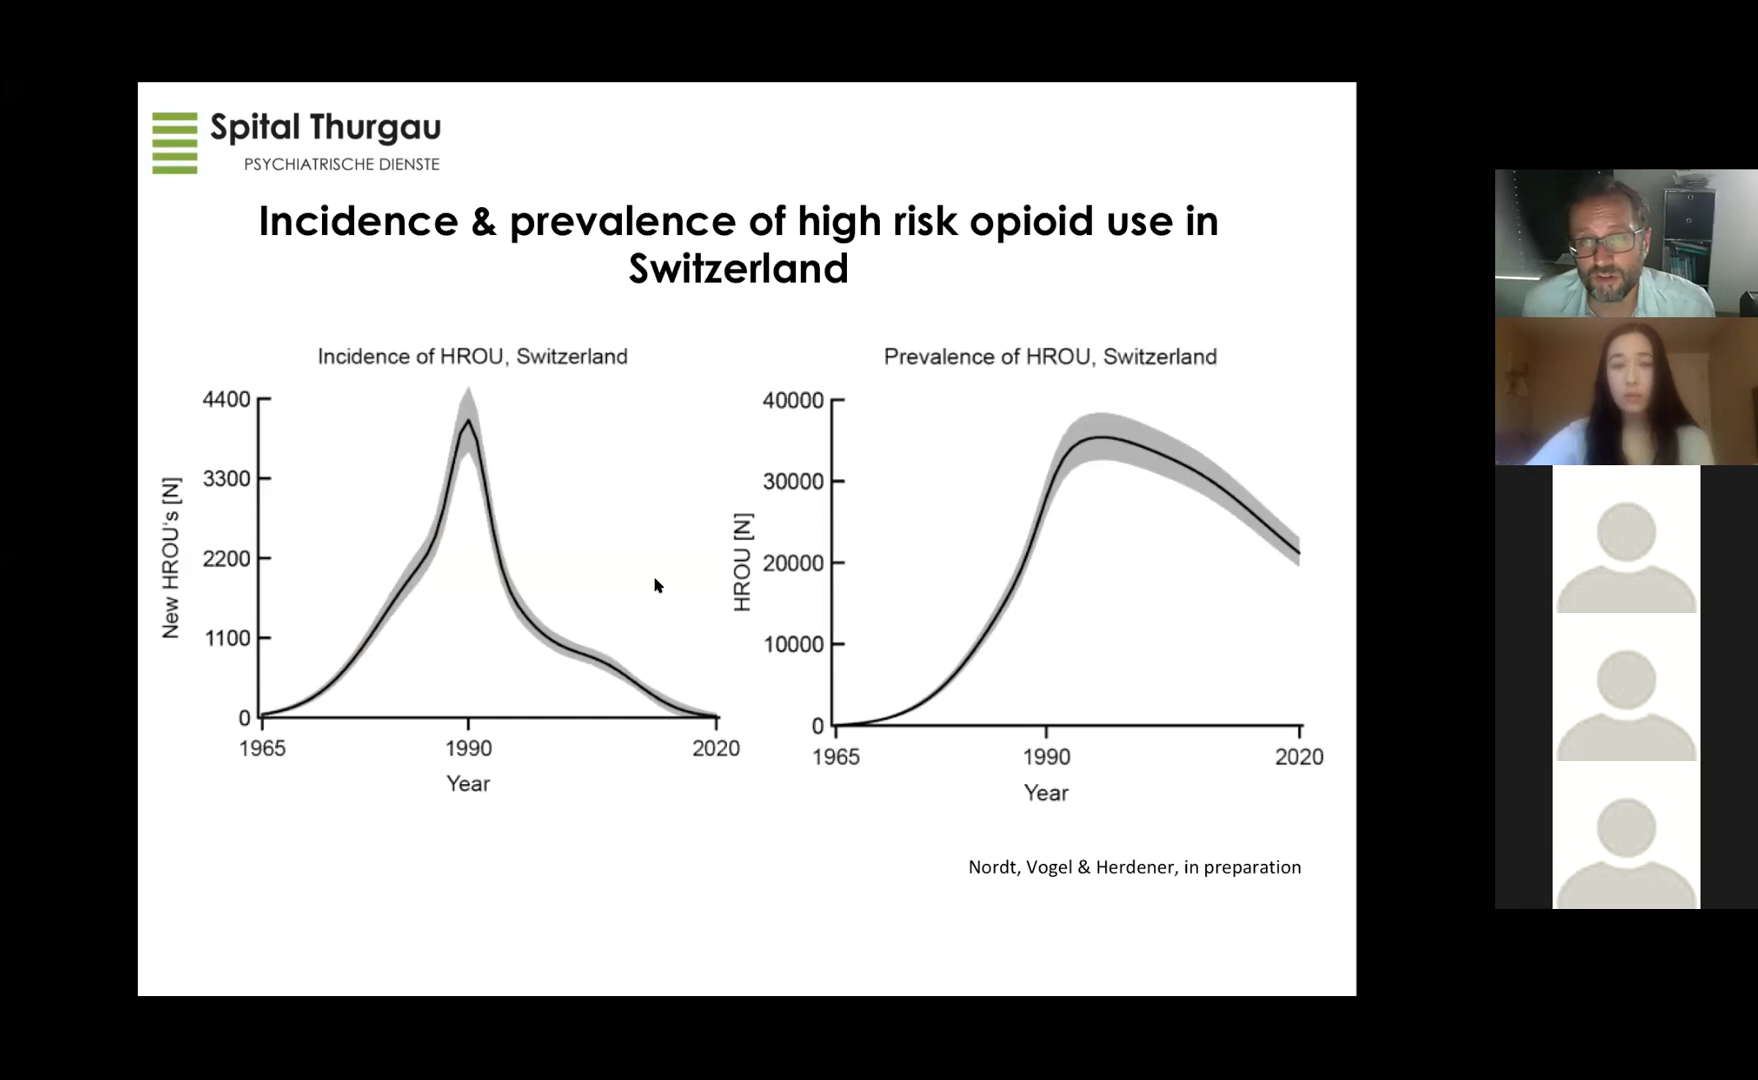 Spital Thurgau
PSYCHIATRISCHE DIENSTE
Incidence & prevalence of high risk opioid use in
Switzerland
Incidence of HROU, Switzerland
4400
3300
2200
1100
0
New HROU's [N]
1965
1990
2020
Year
Prevalence of HROU, Switzerland
40000
30000
20000
10000
0
HROU [N]
1965
1990
2020
Year
Nordt, Vogel & Herdener, in preparation